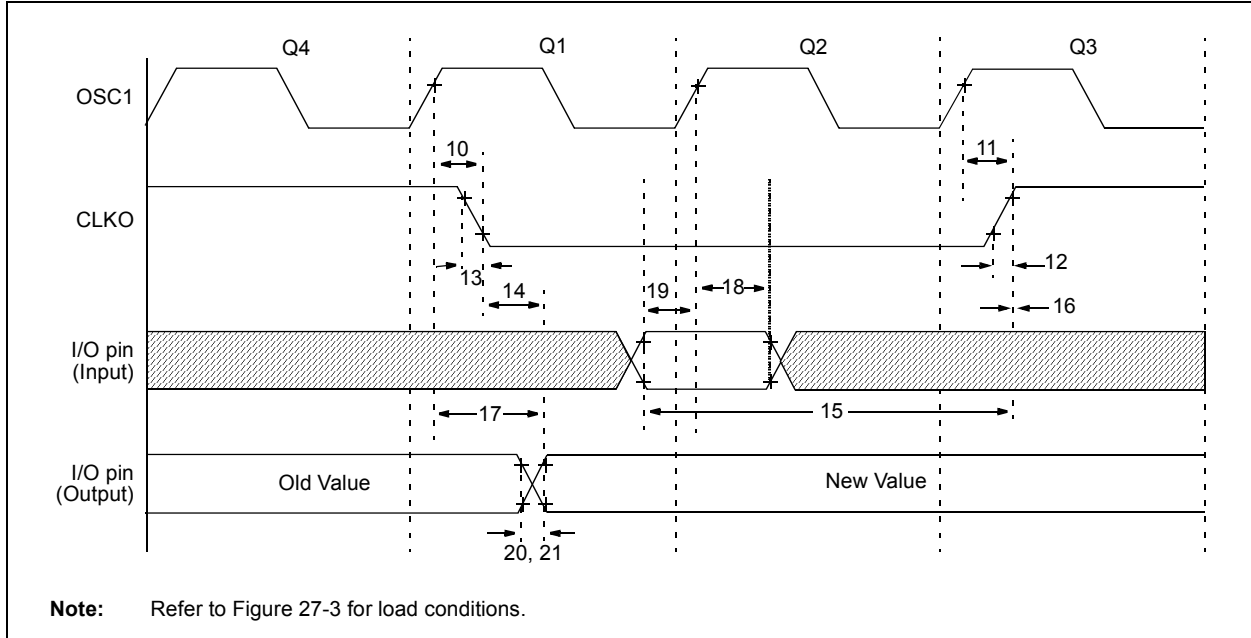 Q4 Q1 Q2 Q3
OSC1
10 11
CLKO
13 12
14 19 18 16
I/O pin
(Input)
17 15
I/O pin
(Output)
Old Value New Value
20, 21
Note: Refer to Figure 27-3 for load conditions.